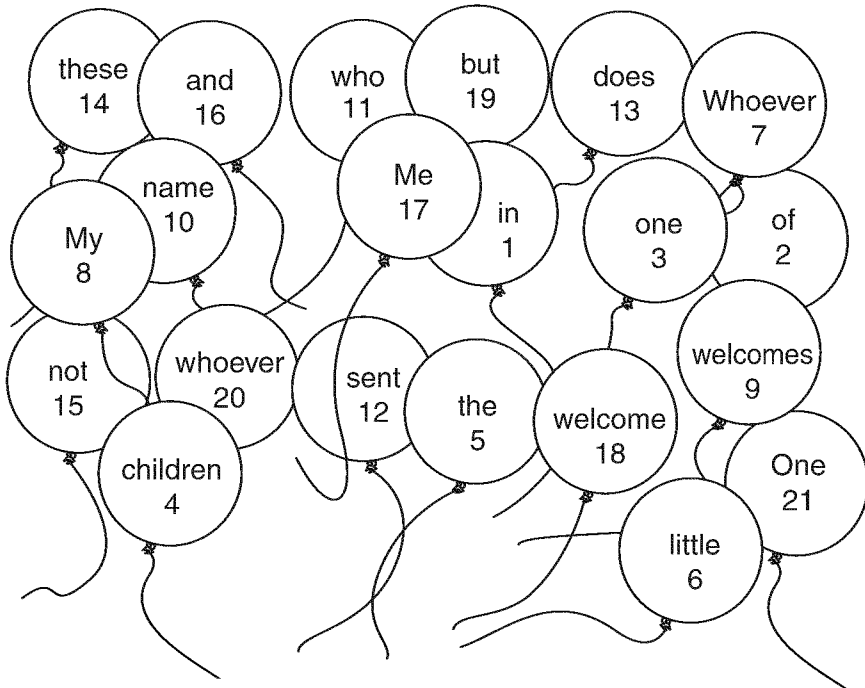 these
14
and
16
who
11
but
19
does
13
Whoever
7
name
10
Me
17
in
1
one
3
of
2
My
8
not
15
whoever
20
sent
12
the
5
welcome
18
welcomes
9
children
4
One
21
little
6